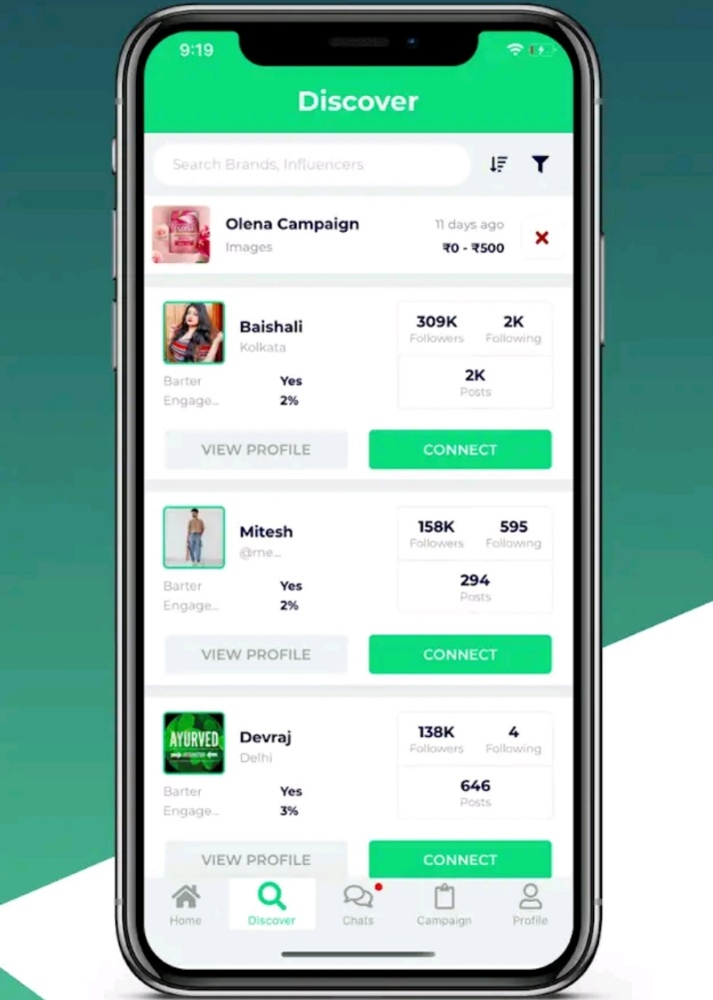 9:19
Discover
Search Brands, Influencers
Olena Campaign
11 days ago
Images
₹0 - ₹500
Baishali
Kolkata
309K
2K
Followers
Following
2K
Posts
Barter
Yes
Engage...
2%
VIEW PROFILE
CONNECT
Mitesh
@me...
158K
595
Followers
Following
294
Posts
Barter
Yes
Engage...
2%
VIEW PROFILE
CONNECT
AYURVED
Devraj
Delhi
138K
4
Followers
Following
646
Posts
Barter
Yes
Engage...
3%
VIEW PROFILE
CONNECT
Home
Discover
Chats
Campaign
Profile